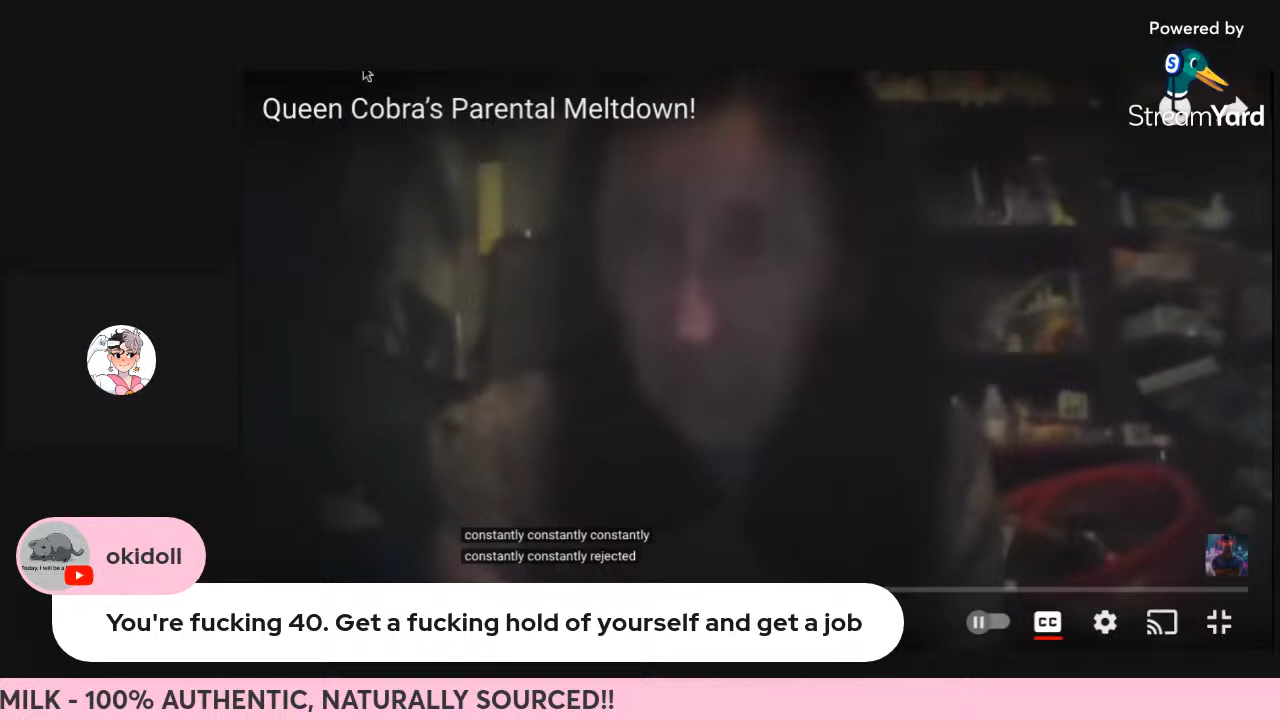 Powered by
S
StreamYard
Queen Cobra’s Parental Meltdown!
constantly constantly constantly
constantly constantly rejected
okidoll
You're fucking 40. Get a fucking hold of yourself and get a job
CC
MILK - 100% AUTHENTIC, NATURALLY SOURCED!!